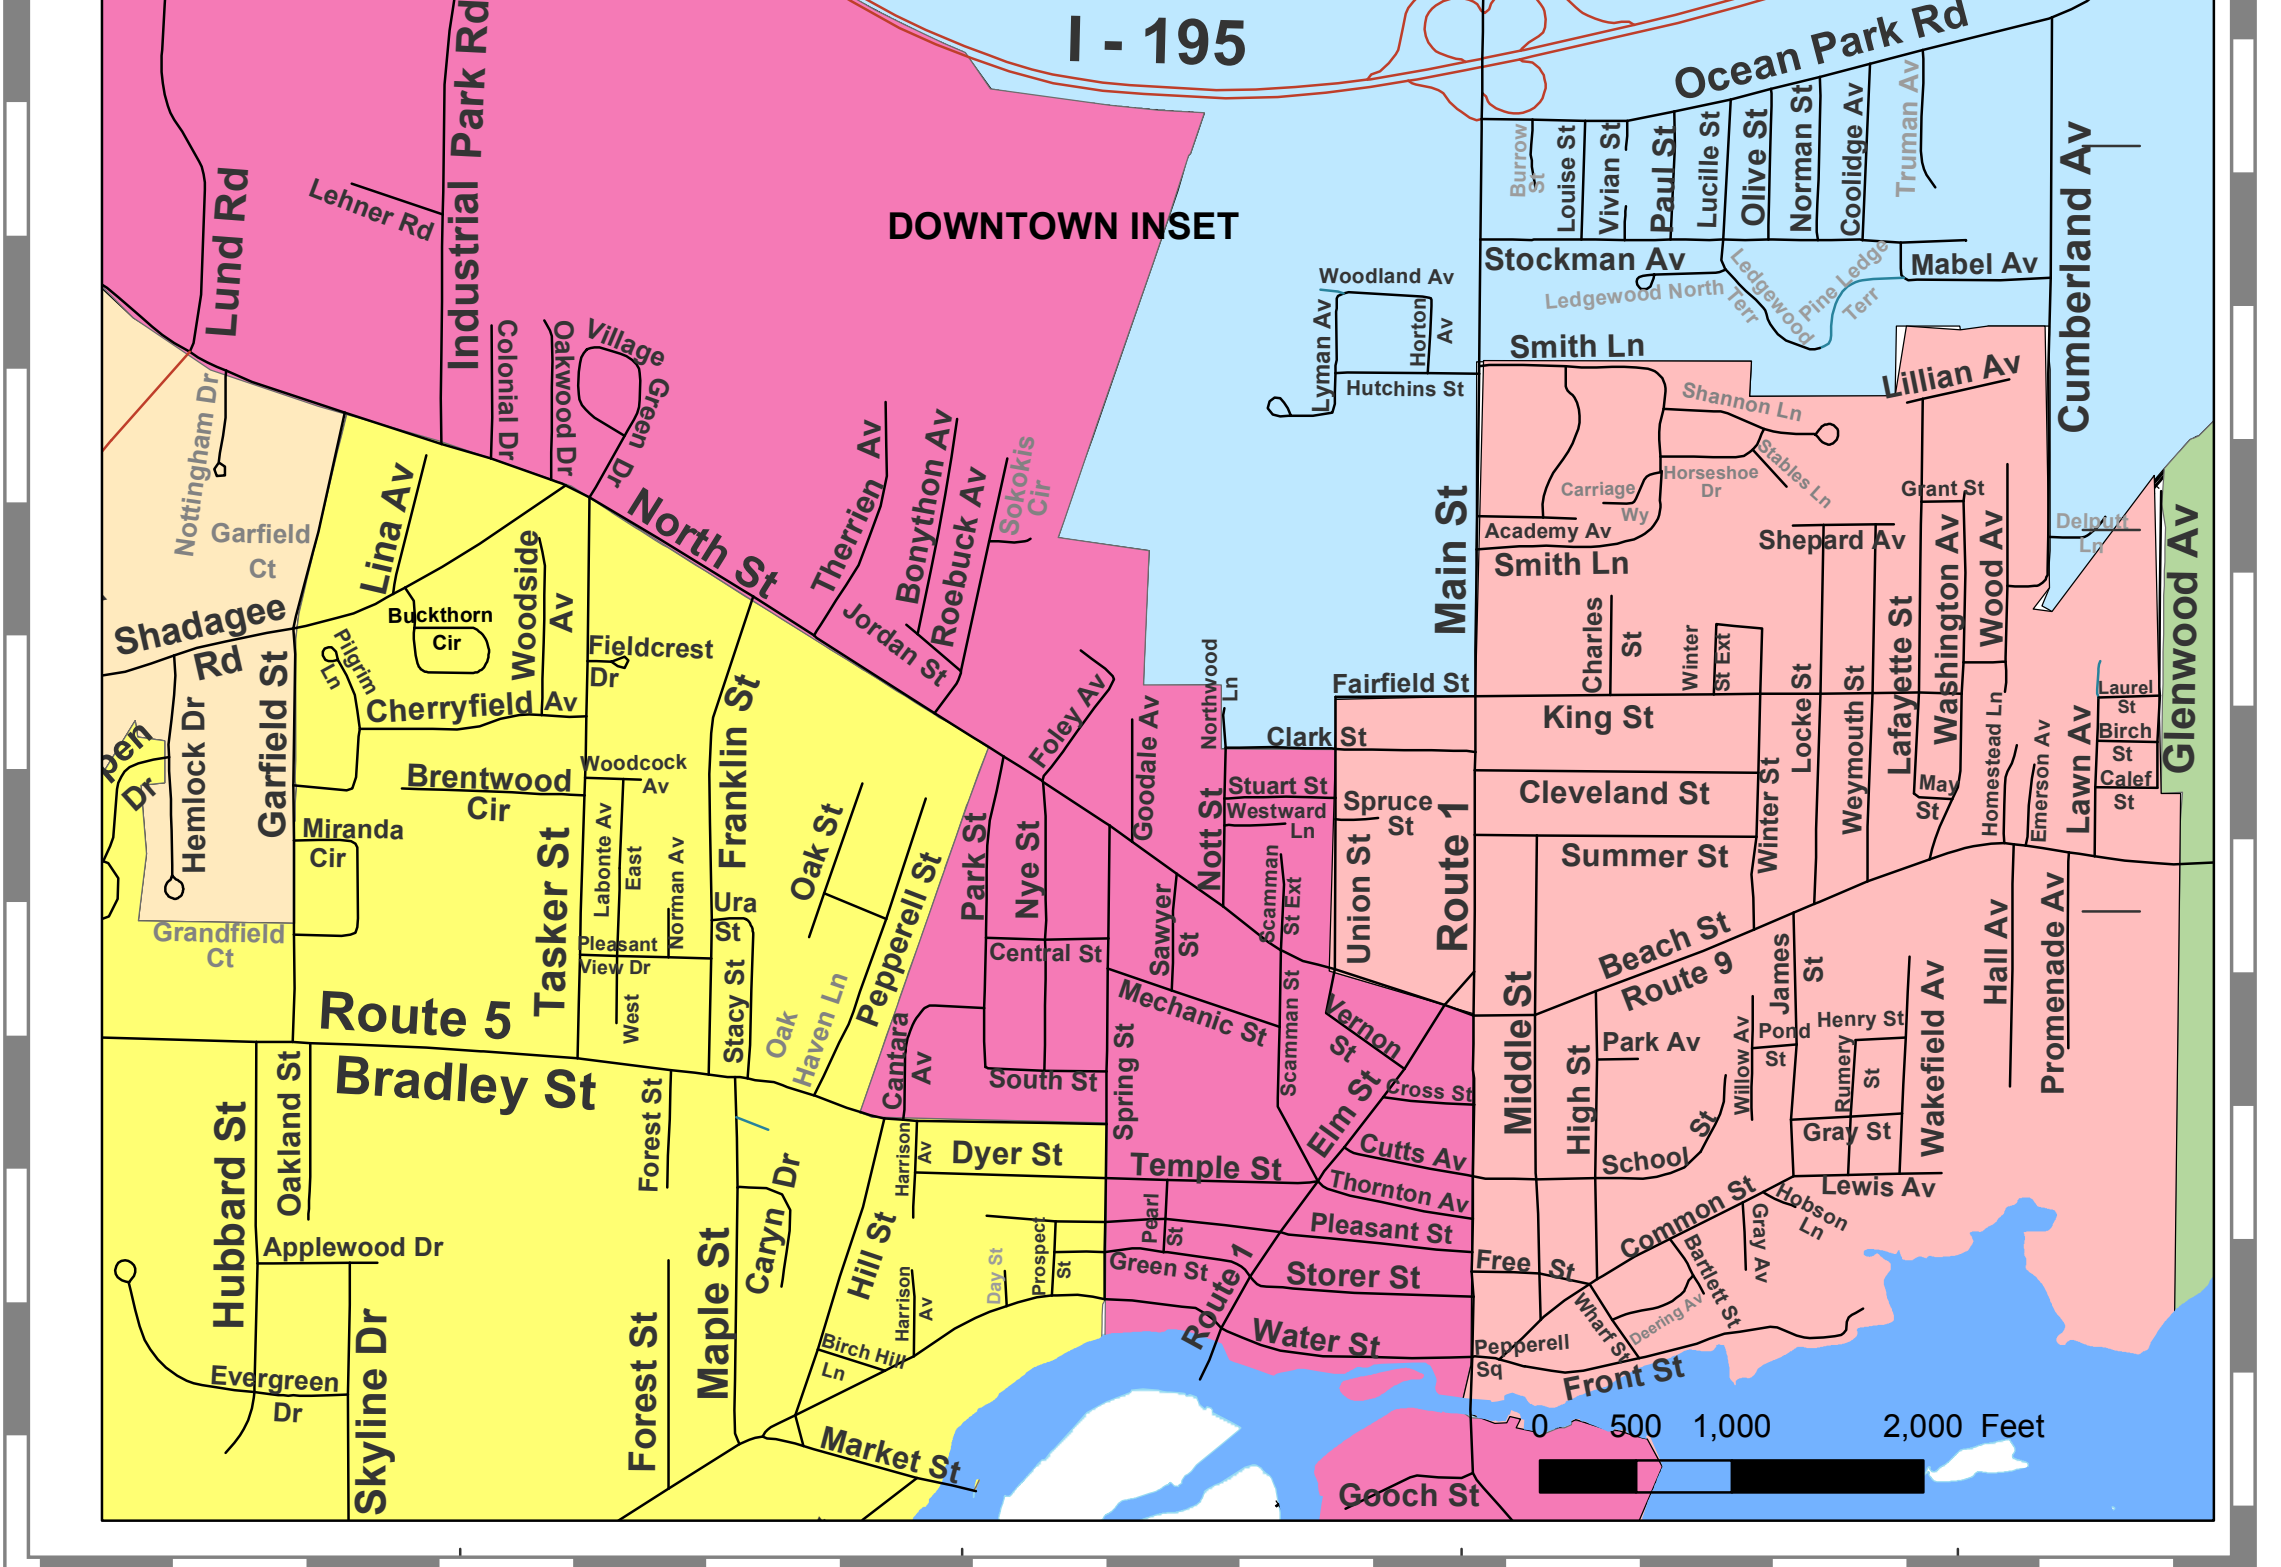 I - 195
Ocean Park Rd
Industrial Park Rd
Lund Rd
Lehner Rd
DOWNTOWN INSET
Burrow
St
Louise St
Vivian St
Paul St
Lucille St
Olive St
Norman St
Coolidge Av
Truman Av
Cumberland Av
Stockman Av
Mabel Av
Ledgewood North
Ledgewood
Terr
Pine Ledge
Terr
Woodland Av
Lyman Av
Horton
Av
Hutchins St
Smith Ln
Lillian Av
Shannon Ln
Stables Ln
Horseshoe
Dr
Carriage
Wy
Academy Av
Smith Ln
Grant St
Shepard Av
Washington Av
Wood Av
Delputt
Ln
Glenwood Av
Colonial Dr
Oakwood Dr
Village
Green
Dr
Nottingham Dr
Garfield
Ct
Lina Av
North St
Therrien Av
Bonython Av
Roebuck Av
Sokokis
Cir
Jordan St
Main St
Woodside
Av
Buckthorn
Cir
Shadagee
Rd
Pilgrim
Ln
Fieldcrest
Dr
Cherryfield Av
Garfield St
Hemlock Dr
pen
Dr
Franklin St
Foley Av
Goodale Av
Northwood
Ln
Fairfield St
Clark St
Charles
St
Winter
St Ext
King St
Locke St
Weymouth St
Lafayette St
Homestead Ln
Emerson Av
Lawn Av
Laurel
St
Birch
St
Calef
St
May
St
Woodcock
Av
Brentwood
Cir
Miranda
Cir
Labonte Av
East
Norman Av
Tasker St
Oak St
Pepperell St
Park St
Nye St
Nott St
Stuart St
Westward
Ln
Spruce
St
Union St
Route 1
Cleveland St
Summer St
Winter St
Grandfield
Ct
Ura
St
Pleasant
View Dr
West
Stacy St
Oak
Haven Ln
Central St
Sawyer
St
Scamman
St Ext
Beach St
Route 9
James
St
Hall Av
Promenade Av
Wakefield Av
Route 5
Bradley St
Cantara
Av
South St
Spring St
Mechanic St
Scamman St
Vernon
St
Elm St
Cross St
Middle St
High St
Park Av
Willow Av
Pond
St
Henry St
Rumery
St
Gray St
School St
Hubbard St
Oakland St
Forest St
Maple St
Caryn Dr
Hill St
Harrison
Av
Dyer St
Temple St
Cutts Av
Thornton Av
Pearl
St
Pleasant St
Common St
Lewis Av
Hobson
Ln
Gray Av
Bartlett St
Applewood Dr
Skyline Dr
Evergreen
Dr
Forest St
Harrison
Av
Day St
Prospect
St
Green St
Route 1
Storer St
Free St
Wharf St
Deering Av
Water St
Pepperell
Sq
Front St
Birch Hill
Ln
Market St
Gooch St
0 500 1,000 2,000 Feet